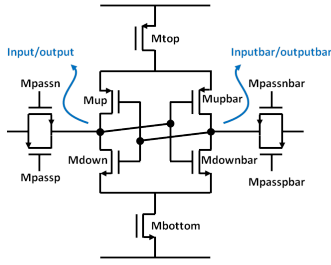 Mtop
Input/output
Inputbar/outputbar
Mpassn
Mup
Mupbar
Mpassnbar
Mdown
Mdownbar
Mpassp
Mpasspbar
Mbottom